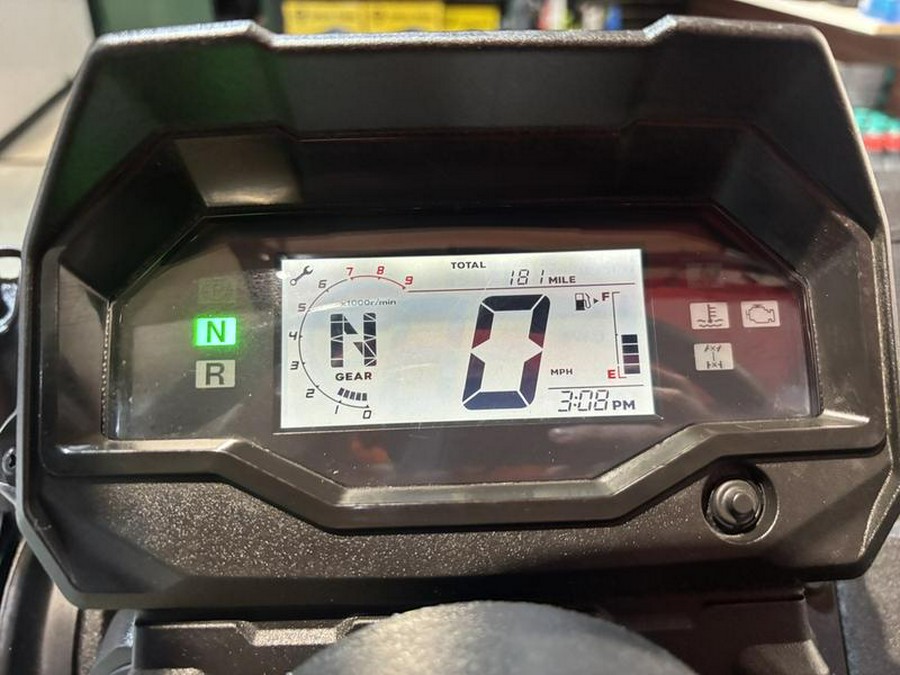 TOTAL
181 MILE
0 1 2 3 4 5 6 7 8 9
x1000r/min
N
GEAR
0
MPH
F
E
3:08 PM
N
R